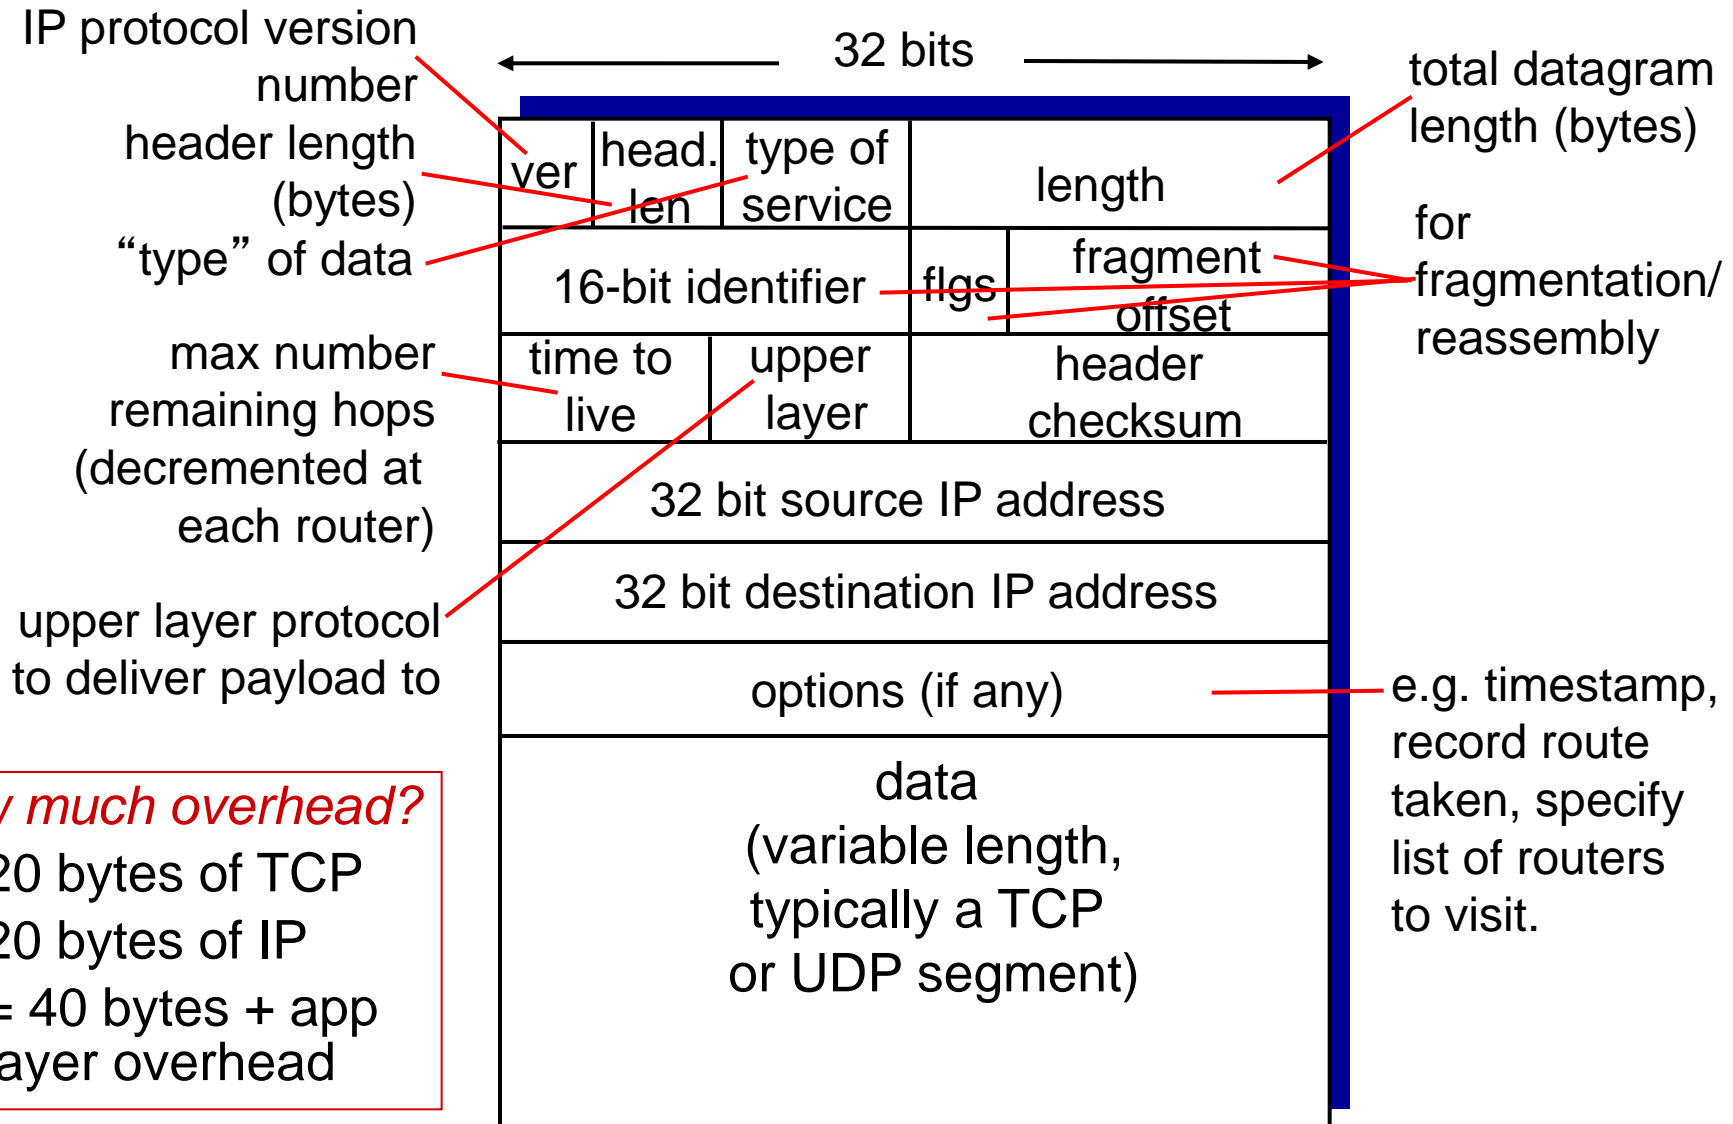 IP protocol version
number
header length
(bytes)
“type” of data
max number
remaining hops
(decremented at
each router)
upper layer protocol
to deliver payload to
much overhead?
20 bytes of TCP
20 bytes of IP
= 40 bytes + app
overhead
32 bits
ver
head.
len
type of
service
length
16-bit identifier
flgs
fragment
offset
time to
live
upper
layer
header
checksum
32 bit source IP address
32 bit destination IP address
options (if any)
data
(variable length,
typically a TCP
or UDP segment)
total datagram
length (bytes)
for
fragmentation/
reassembly
e.g. timestamp,
record route
taken, specify
list of routers
to visit.